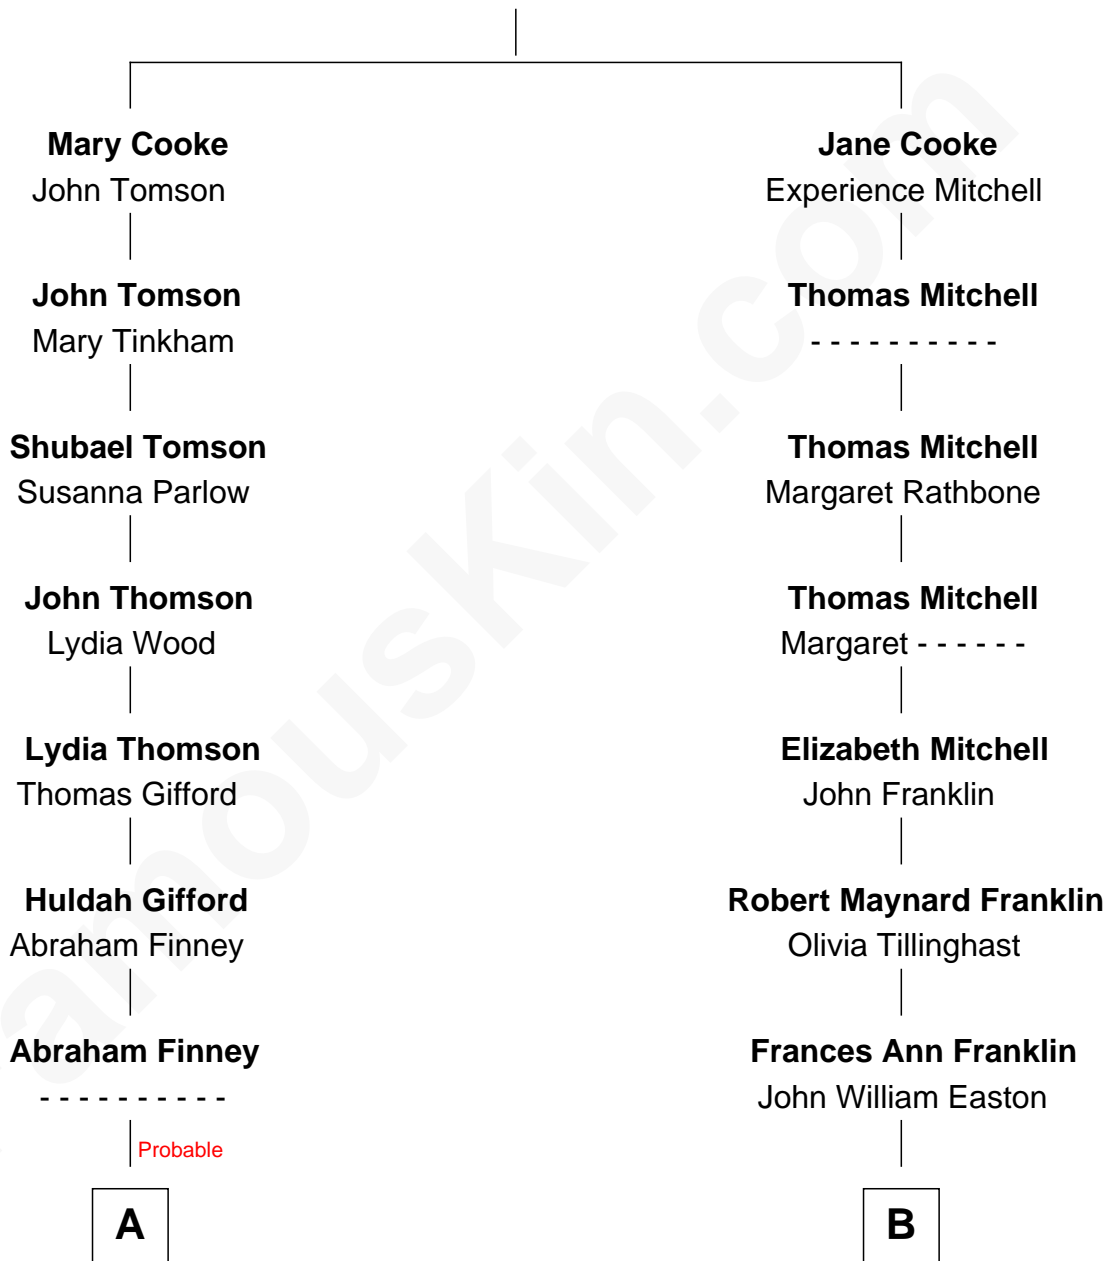 Mary Cooke
John Tomson
John Tomson
Mary Tinkham
Shubael Tomson
Susanna Parlow
John Thomson
Lydia Wood
Lydia Thomson
Thomas Gifford
Huldah Gifford
Abraham Finney
Abraham Finney
- - - - - - - - - -
Probable
A
Jane Cooke
Experience Mitchell
Thomas Mitchell
- - - - - - - - - -
Thomas Mitchell
Margaret Rathbone
Thomas Mitchell
Margaret - - - - - -
Elizabeth Mitchell
John Franklin
Robert Maynard Franklin
Olivia Tillinghast
Frances Ann Franklin
John William Easton
B
amouskin.com